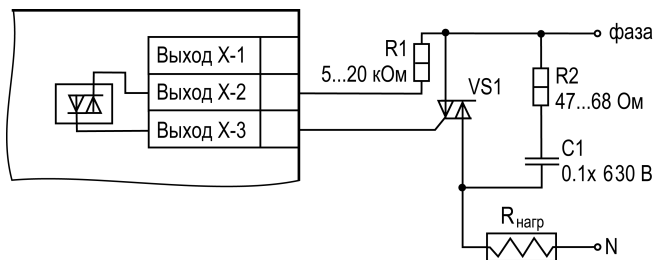 фаза
R1
5...20 кОм
Выход X-1
Выход X-2
Выход X-3
VS1
R2
47...68 Ом
C1
0.1x 630 В
Rнагр
N